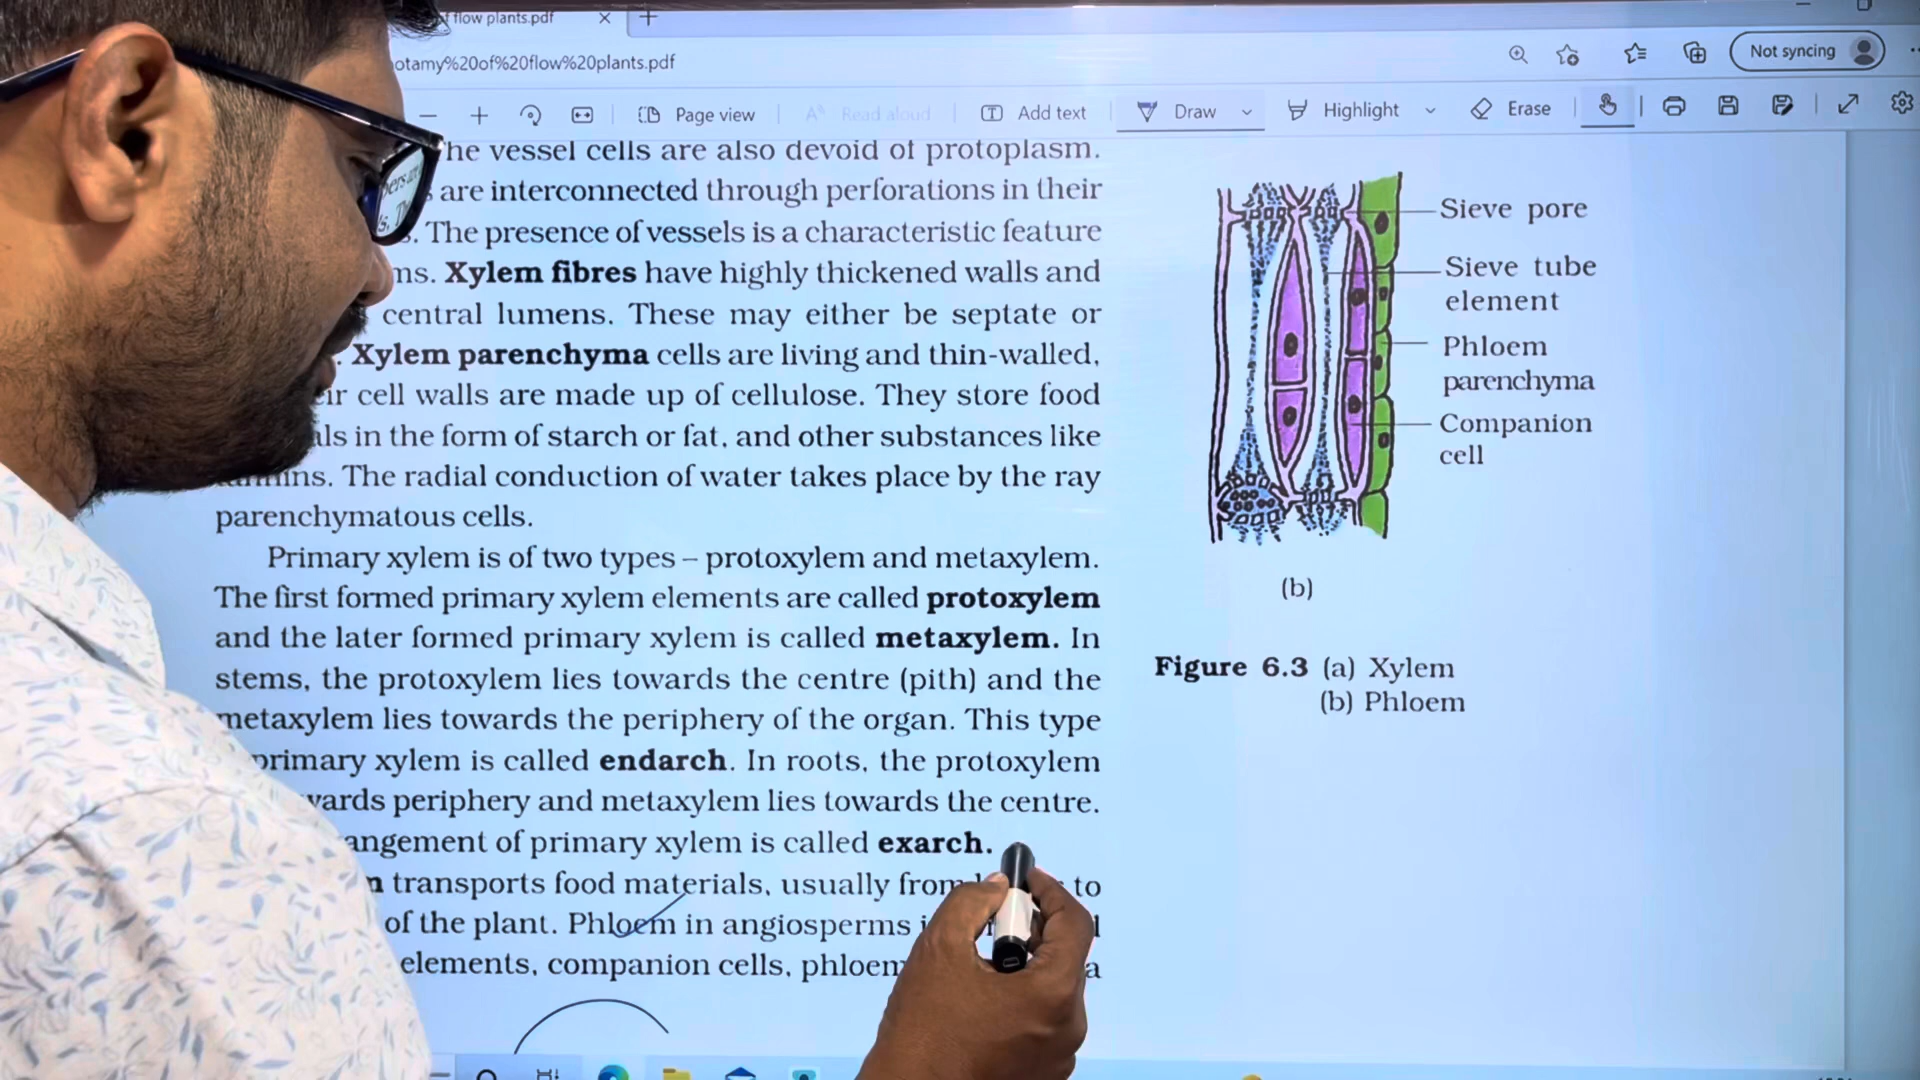 flow plants.pdf
otamy%20of%20flow%20plants.pdf
Not syncing
Page view
Read aloud
Add text
Draw
Highlight
Erase
he vessel cells are also devoid of protoplasm.
are interconnected through perforations in their
. The presence of vessels is a characteristic feature
ms. Xylem fibres have highly thickened walls and
central lumens. These may either be septate or
. Xylem parenchyma cells are living and thin-walled,
ir cell walls are made up of cellulose. They store food
ls in the form of starch or fat, and other substances like
The radial conduction of water takes place by the ray
parenchymatous cells.
Primary xylem is of two types – protoxylem and metaxylem.
The first formed primary xylem elements are called protoxylem
and the later formed primary xylem is called metaxylem. In
stems, the protoxylem lies towards the centre (pith) and the
metaxylem lies towards the periphery of the organ. This type
primary xylem is called endarch. In roots, the protoxylem
wards periphery and metaxylem lies towards the centre.
angement of primary xylem is called exarch.
transports food materials, usually from to
of the plant. Phloem in angiosperms
elements, companion cells, phloem a
Sieve pore
Sieve tube
element
Phloem
parenchyma
Companion
cell
(b)
Figure 6.3 (a) Xylem
(b) Phloem